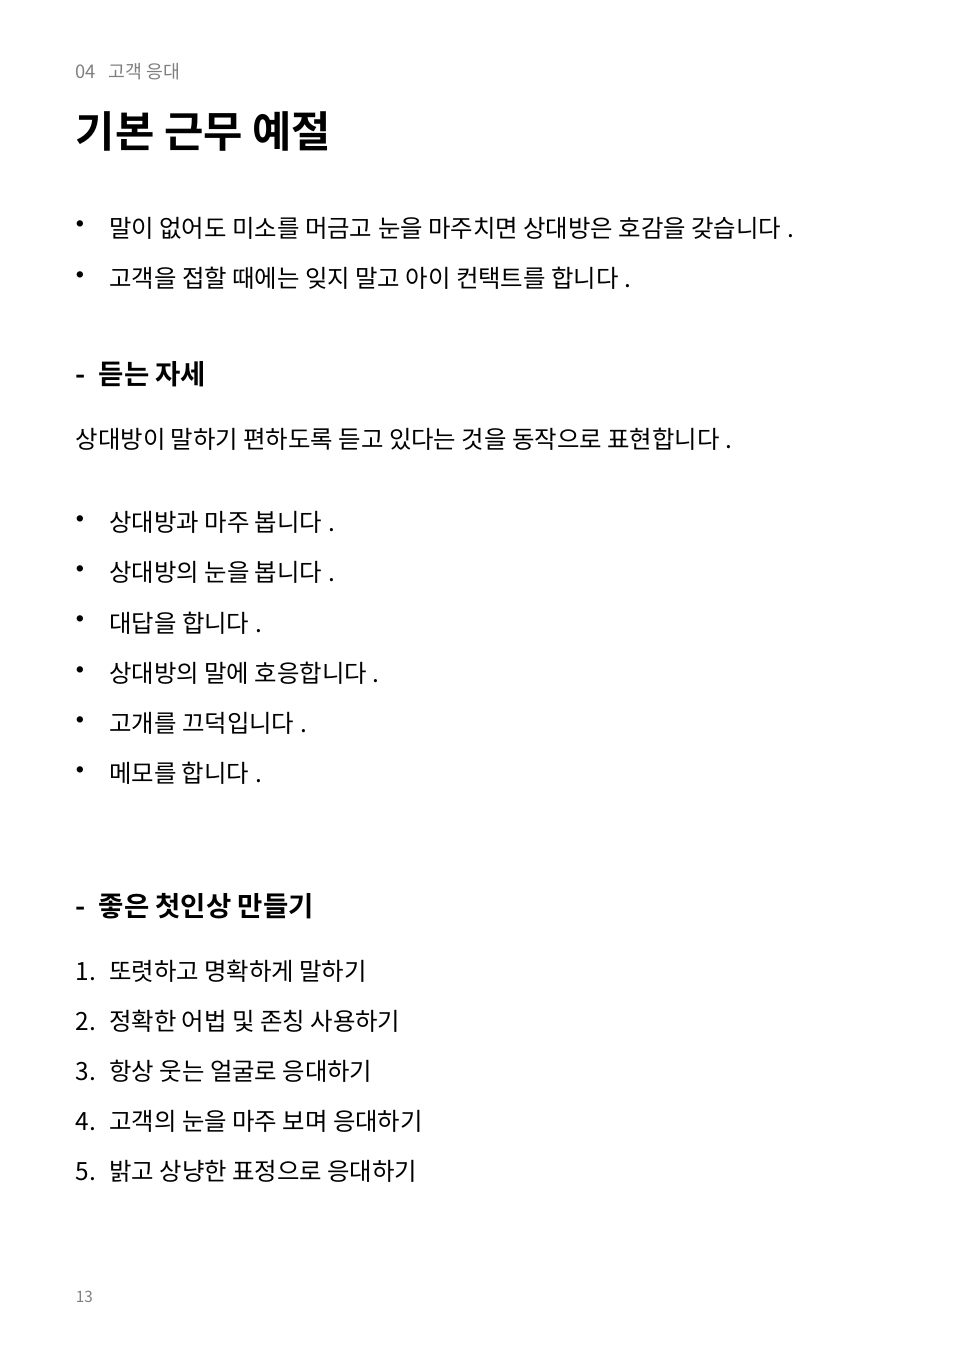 04 고객 응대
기본 근무 예절
• 말이 없어도 미소를 머금고 눈을 마주치면 상대방은 호감을 갖습니다 .
• 고객을 접할 때에는 잊지 말고 아이 컨택트를 합니다 .
- 듣는 자세
상대방이 말하기 편하도록 듣고 있다는 것을 동작으로 표현합니다 .
• 상대방과 마주 봅니다 .
• 상대방의 눈을 봅니다 .
• 대답을 합니다 .
• 상대방의 말에 호응합니다 .
• 고개를 끄덕입니다 .
• 메모를 합니다 .
- 좋은 첫인상 만들기
1. 또렷하고 명확하게 말하기
2. 정확한 어법 및 존칭 사용하기
3. 항상 웃는 얼굴로 응대하기
4. 고객의 눈을 마주 보며 응대하기
5. 밝고 상냥한 표정으로 응대하기
13